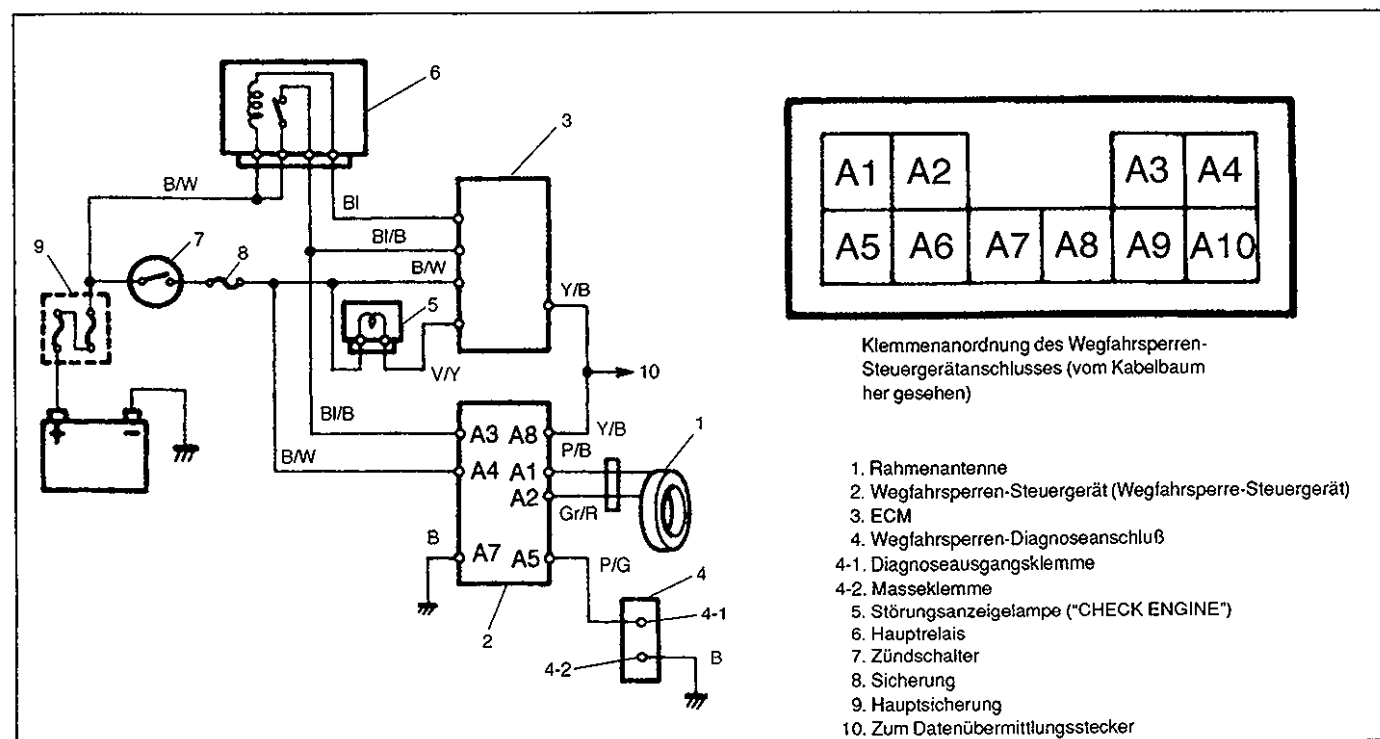 6
3
B/W
Bl
Bl/B
7
8
9
B/W
5
Y/B
10
V/Y
Bl/B
Y/B
1
A3 A8
P/B
B/W
A4 A1
A2
Gr/R
B
A7 A5
P/G
4
4-1
2
4-2
B
+ −
A1 A2 A3 A4
A5 A6 A7 A8 A9 A10
Klemmenanordnung des Wegfahrsperren-
Steuergerätanschlusses (vom Kabelbaum
her gesehen)
1. Rahmenantenne
2. Wegfahrsperren-Steuergerät (Wegfahrsperre-Steuergerät)
3. ECM
4. Wegfahrsperren-Diagnoseanschluß
4-1. Diagnoseausgangsklemme
4-2. Masseklemme
5. Störungsanzeigelampe ("CHECK ENGINE")
6. Hauptrelais
7. Zündschalter
8. Sicherung
9. Hauptsicherung
10. Zum Datenübermittlungsstecker